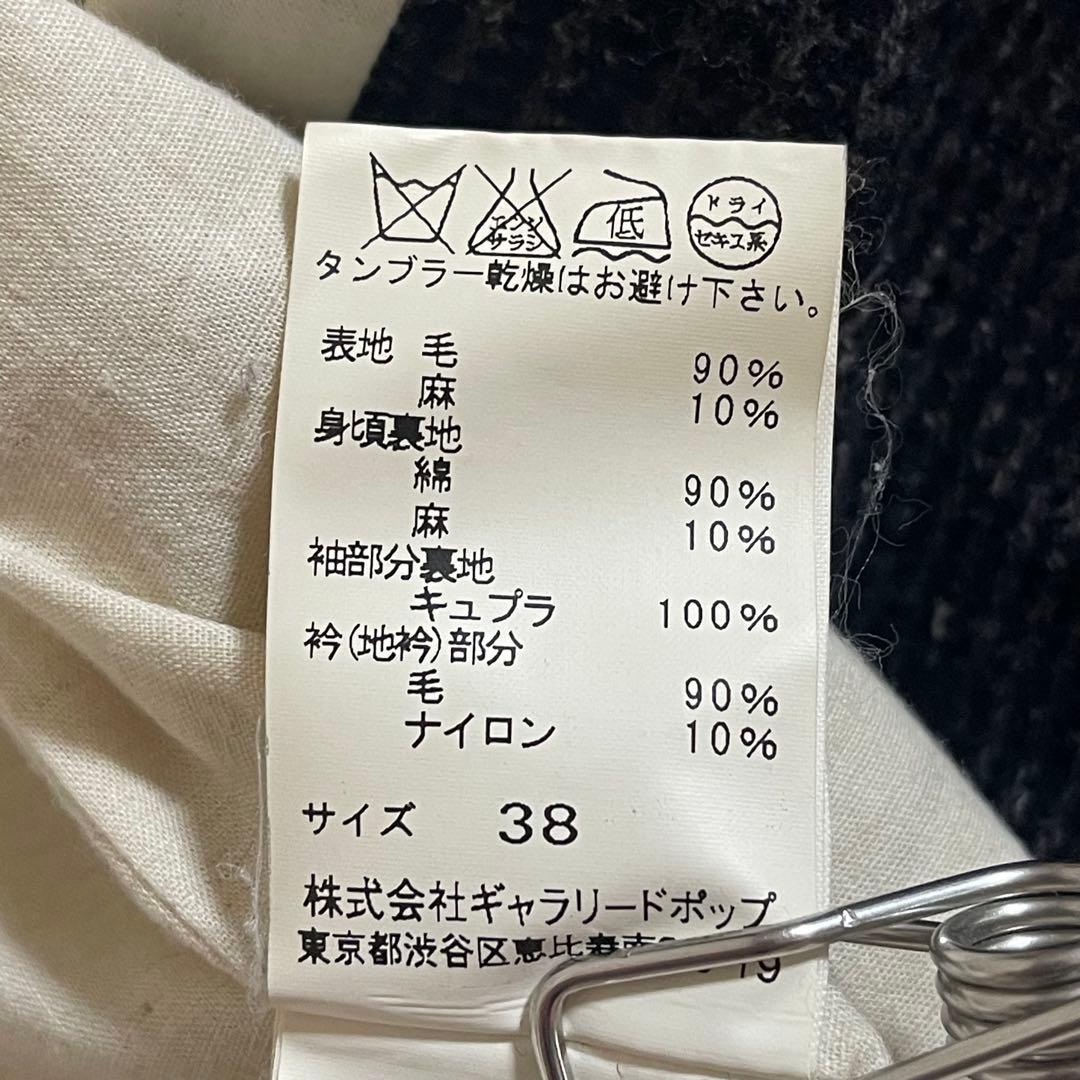 エンソ
サラシ
低
ドライ
セキユ系
タンブラー乾燥はお避け下さい。
表地 毛 90%
麻 10%
身頃裏地
綿 90%
麻 10%
袖部分裏地
キュプラ 100%
衿(地衿)部分
毛 90%
ナイロン 10%
サイズ 38
株式会社ギャラリードポップ
東京都渋谷区恵比寿南